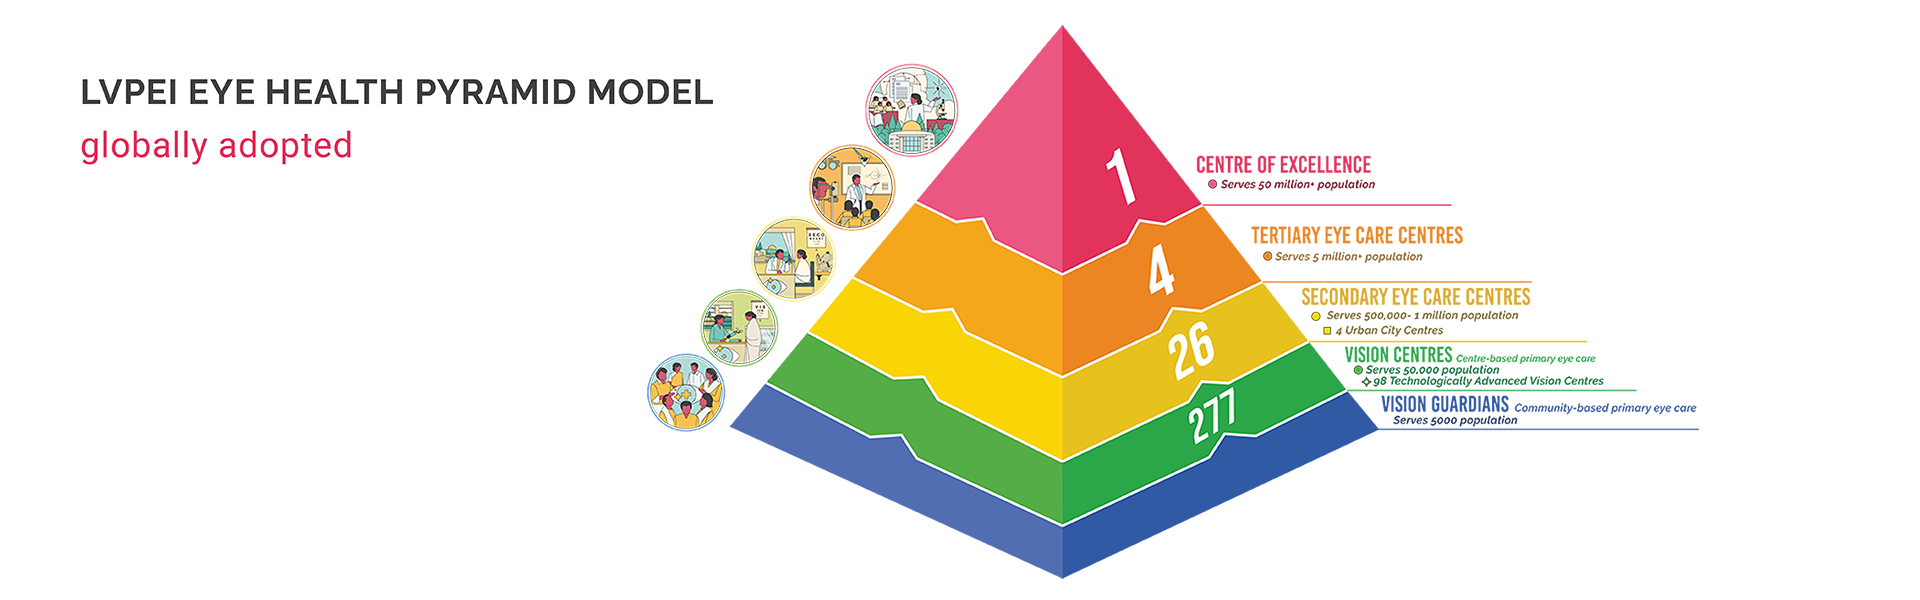 LVPEI EYE HEALTH PYRAMID MODEL
globally adopted
1
CENTRE OF EXCELLENCE
Serves 50 million+ population
4
TERTIARY EYE CARE CENTRES
Serves 5 million+ population
26
SECONDARY EYE CARE CENTRES
Serves 500,000- 1 million population
4 Urban City Centres
277
VISION CENTRES Centre-based primary eye care
Serves 50,000 population
98 Technologically Advanced Vision Centres
VISION GUARDIANS Community-based primary eye care
Serves 5000 population